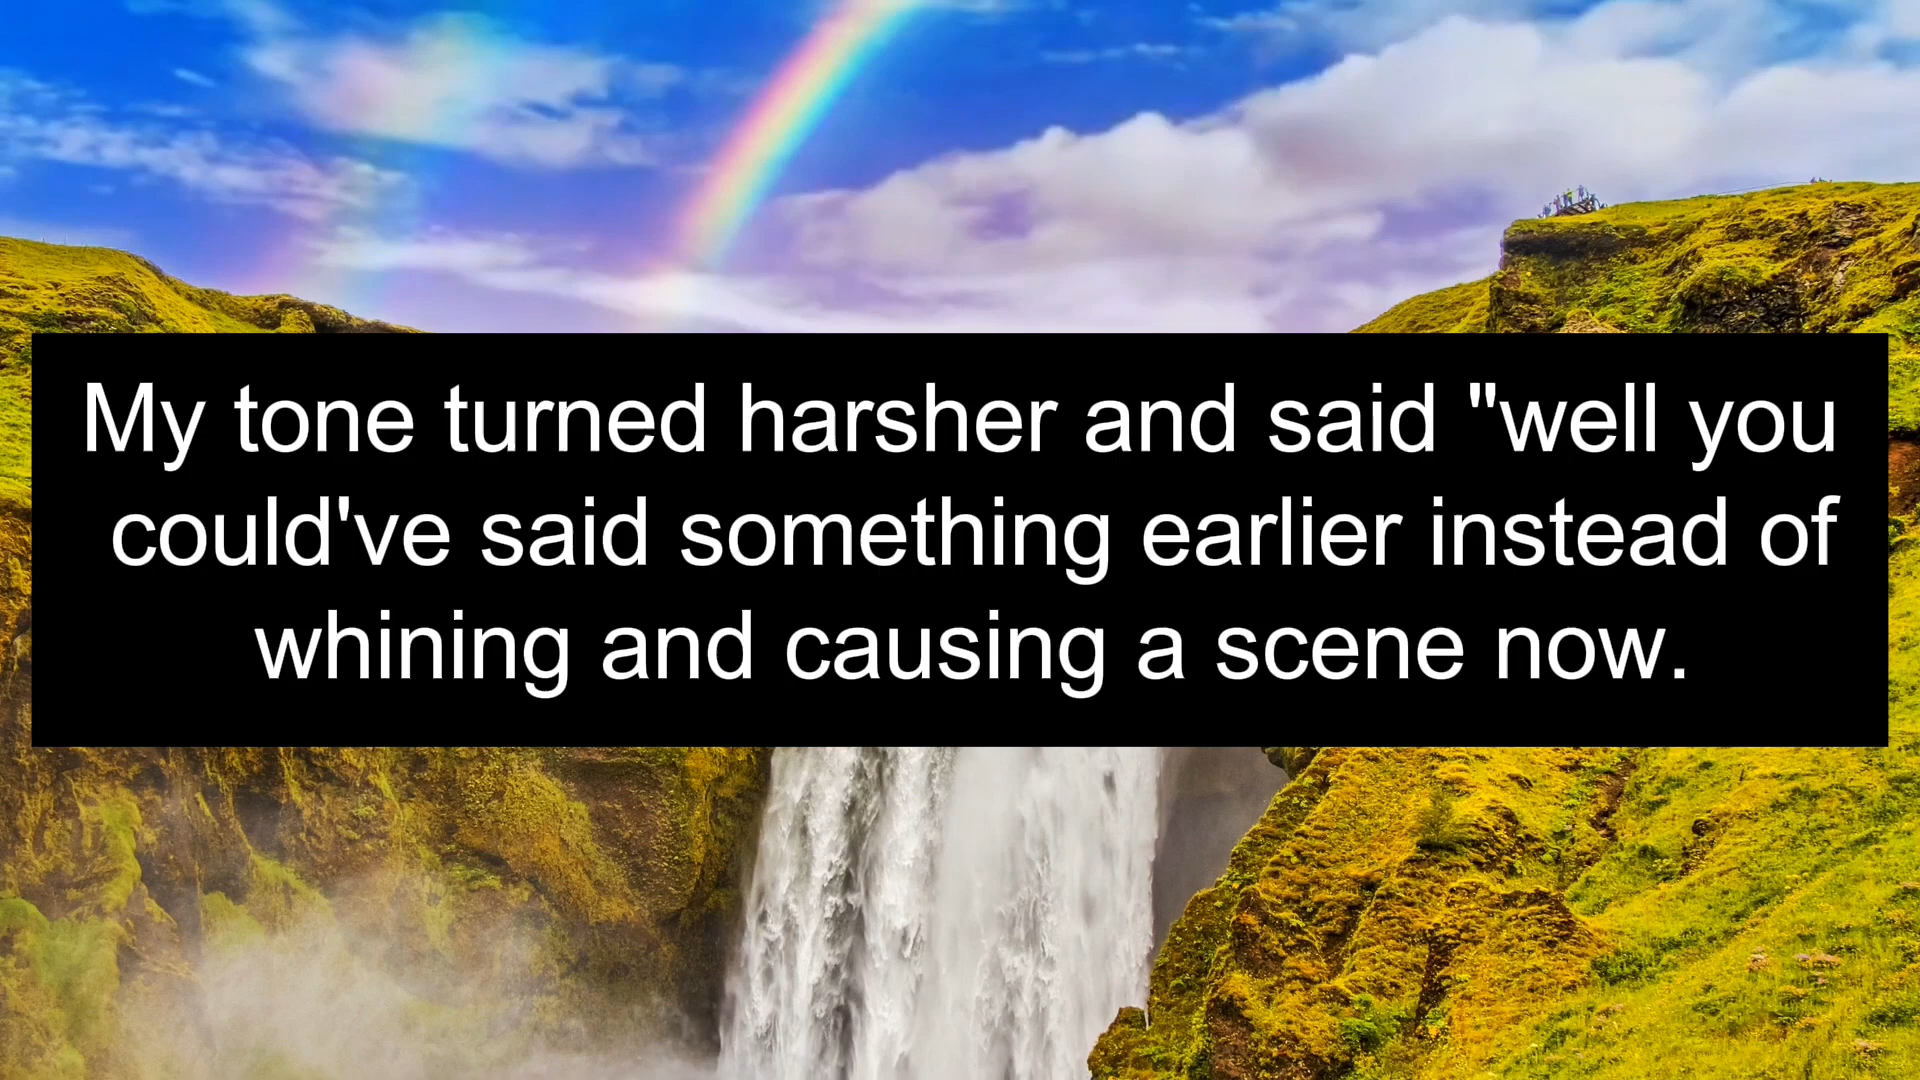 My tone turned harsher and said "well you
could've said something earlier instead of
whining and causing a scene now.